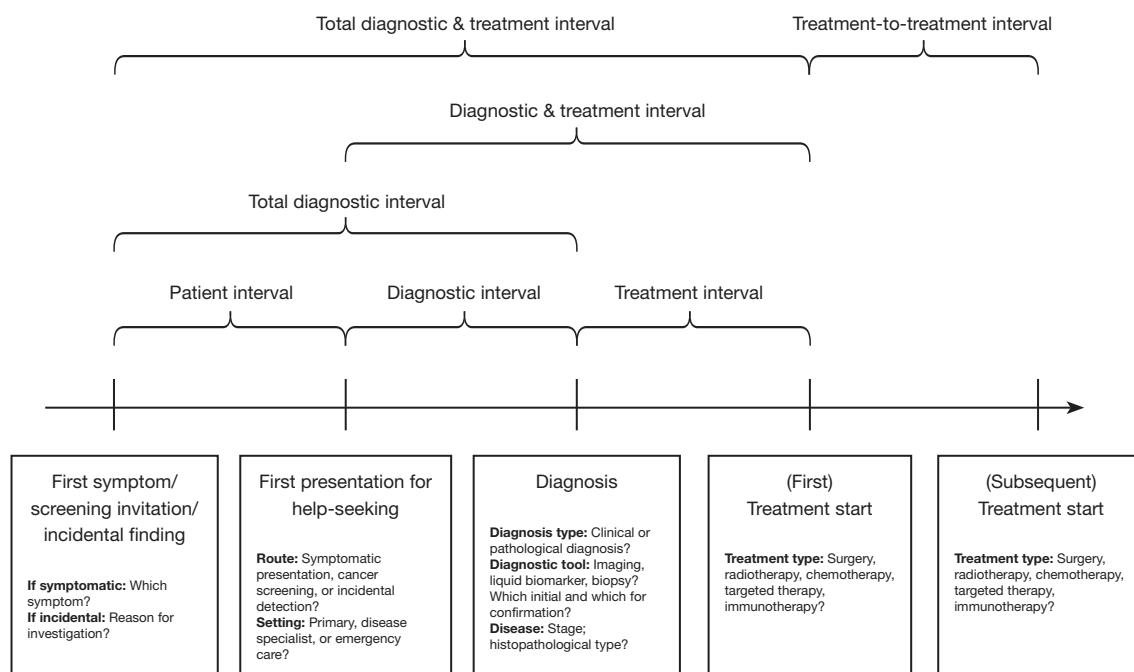 Total diagnostic & treatment interval
Treatment-to-treatment interval
Diagnostic & treatment interval
Total diagnostic interval
Patient interval
Diagnostic interval
Treatment interval
First symptom/
screening invitation/
incidental finding
If symptomatic: Which
symptom?
If incidental: Reason for
investigation?
First presentation for
help-seeking
Route: Symptomatic
presentation, cancer
screening, or incidental
detection?
Setting: Primary, disease
specialist, or emergency
care?
Diagnosis
Diagnosis type: Clinical or
pathological diagnosis?
Diagnostic tool: Imaging,
liquid biomarker, biopsy?
Which initial and which for
confirmation?
Disease: Stage;
histopathological type?
(First)
Treatment start
Treatment type: Surgery,
radiotherapy, chemotherapy,
targeted therapy,
immunotherapy?
(Subsequent)
Treatment start
Treatment type: Surgery,
radiotherapy, chemotherapy,
targeted therapy,
immunotherapy?